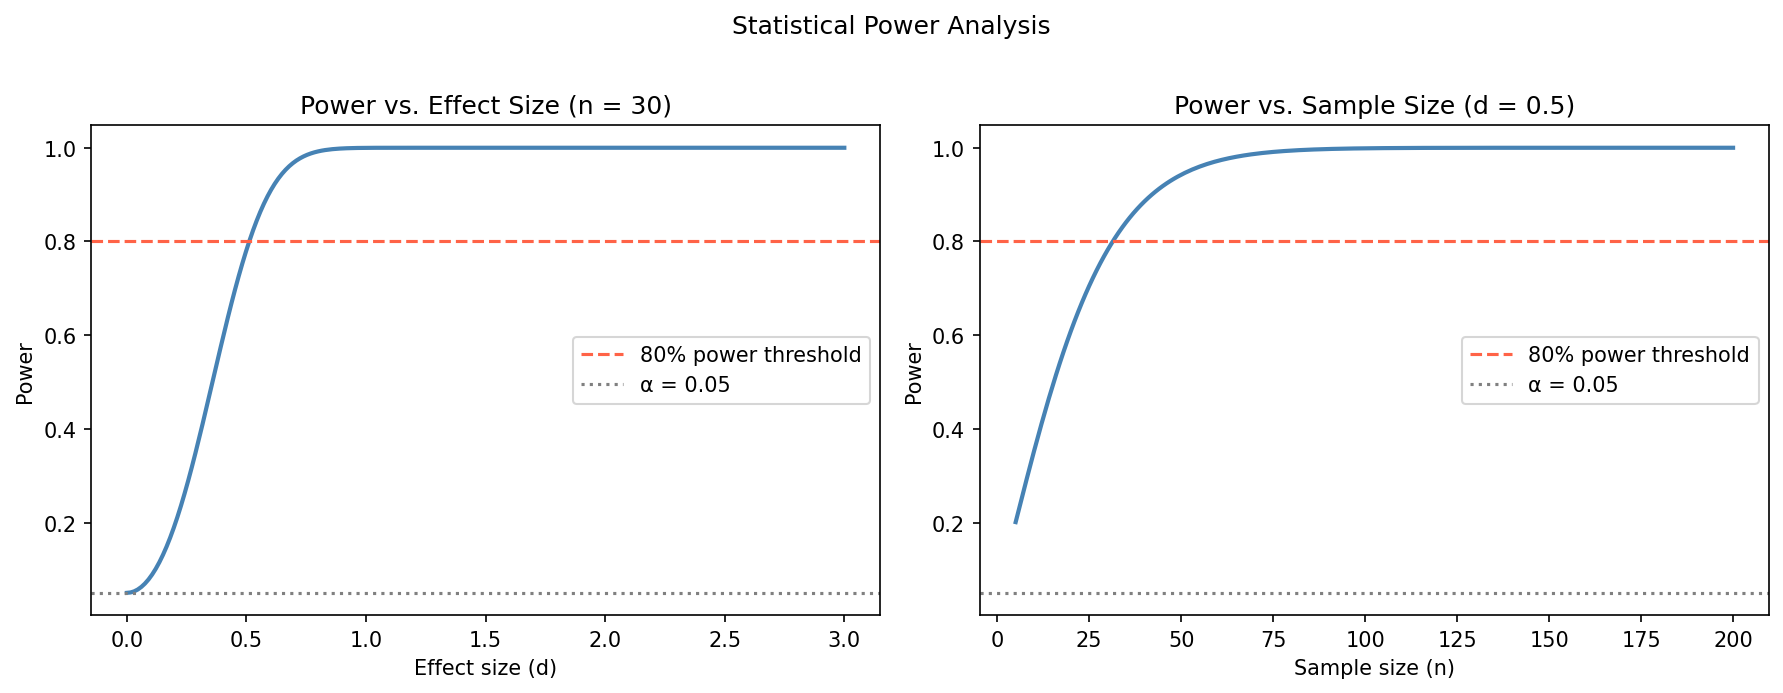 Statistical Power Analysis
Power vs. Effect Size (n = 30)
1.0
0.8
0.6
0.4
0.2
Power
80% power threshold
α = 0.05
0.0 0.5 1.0 1.5 2.0 2.5 3.0
Effect size (d)
Power vs. Sample Size (d = 0.5)
1.0
0.8
0.6
0.4
0.2
Power
80% power threshold
α = 0.05
0 25 50 75 100 125 150 175 200
Sample size (n)